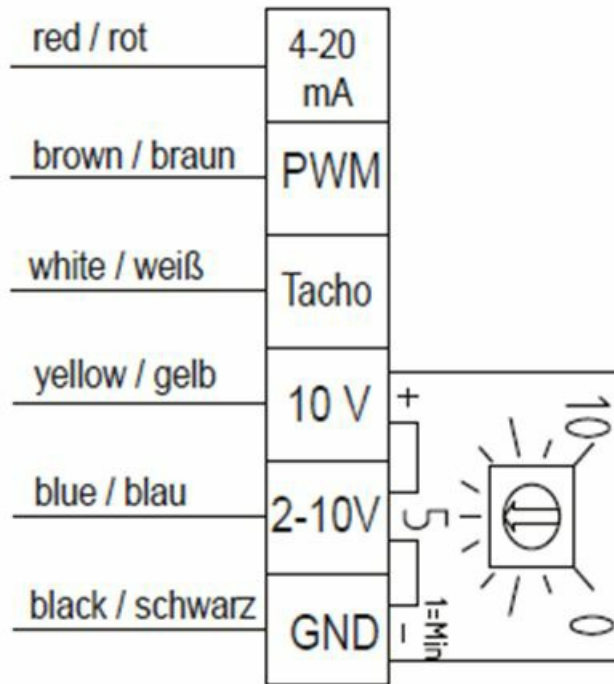 red / rot
4-20
mA
brown / braun
PWM
white / weiß
Tacho
yellow / gelb
10 V
+
10
blue / blau
2-10V
5
black / schwarz
GND
-
1=Min
0